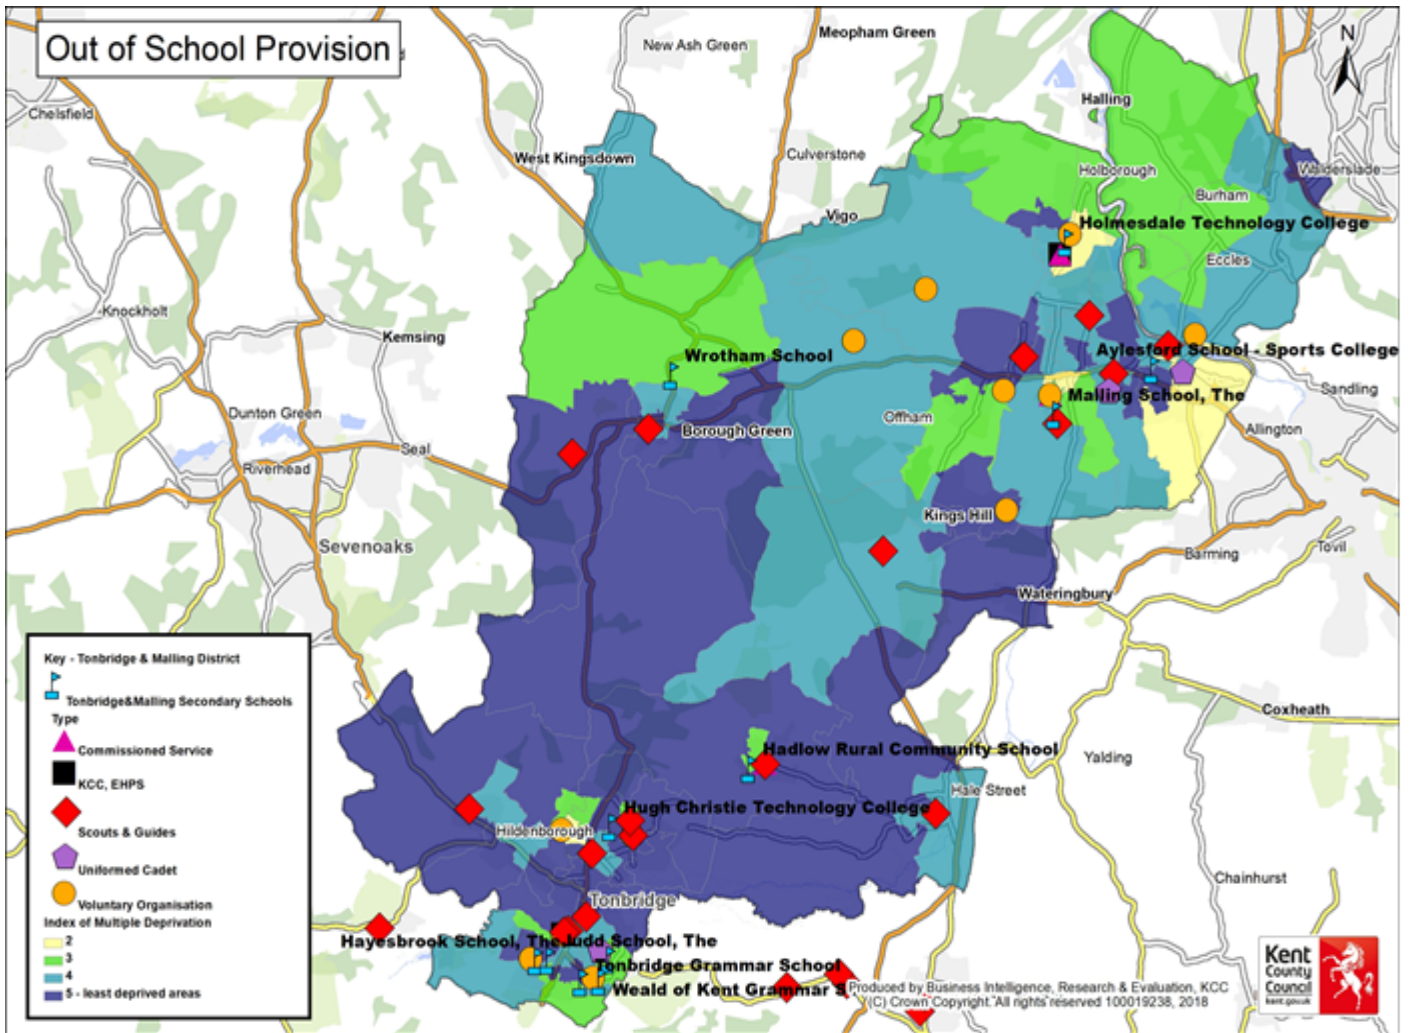 Out of School Provision
New Ash Green
Meopham Green
N
Chelsfield
Halling
West Kingsdown
Culverstone
Holborough
Walderslade
Burham
Vigo
Holmesdale Technology College
Eccles
Knockholt
Kemsing
Wrotham School
Aylesford School - Sports College
Sandling
Malling School, The
Dunton Green
Offham
Borough Green
Allington
Seal
Riverhead
Kings Hill
Sevenoaks
Tovil
Barming
Wateringbury
Key - Tonbridge & Malling District
Tonbridge&Malling Secondary Schools
Type
Commissioned Service
KCC, EHPS
Scouts & Guides
Uniformed Cadet
Voluntary Organisation
Index of Multiple Deprivation
2
3
4
5 - least deprived areas
Coxheath
Hadlow Rural Community School
Yalding
Hale Street
Hugh Christie Technology College
Hildenborough
Chainhurst
Tonbridge
Hayesbrook School, The
Judd School, The
Tonbridge Grammar School
Weald of Kent Grammar S
Produced by Business Intelligence, Research & Evaluation, KCC
(C) Crown Copyright. All rights reserved 100019238, 2018
Kent
County
Council
kent.gov.uk